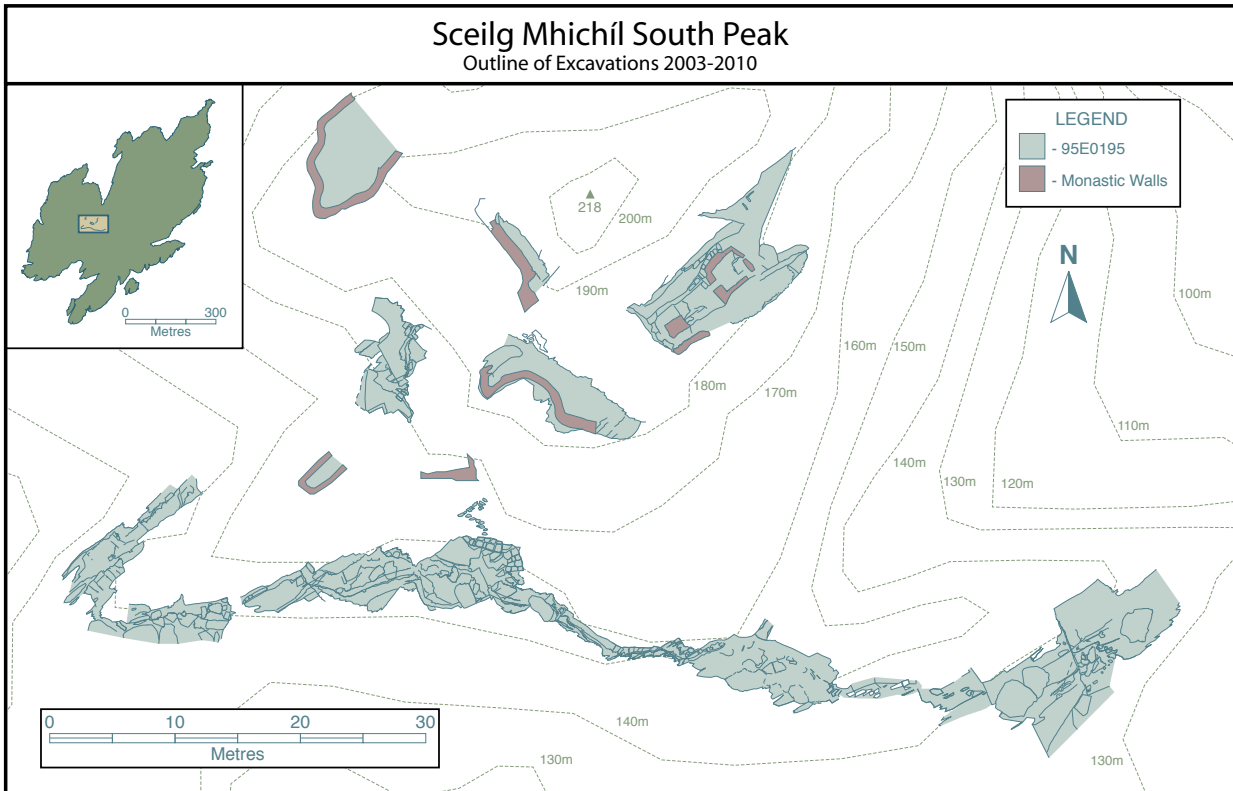 Sceilg Mhichíl South Peak
Outline of Excavations 2003-2010
0 300
Metres
LEGEND
- 95E0195
- Monastic Walls
N
218
200m
190m
180m
170m
160m
150m
140m
130m
120m
110m
100m
140m
130m
130m
0 10 20 30
Metres